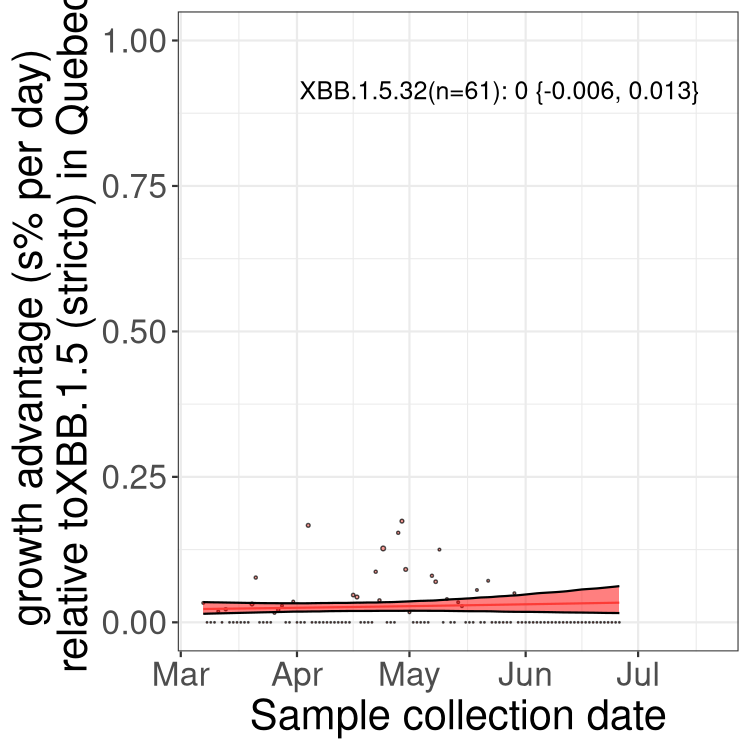 growth advantage (s% per day)
relative toXBB.1.5 (stricto) in Quebec
1.00
0.75
0.50
0.25
0.00
XBB.1.5.32(n=61): 0 {-0.006, 0.013}
Mar
Apr
May
Jun
Jul
Sample collection date